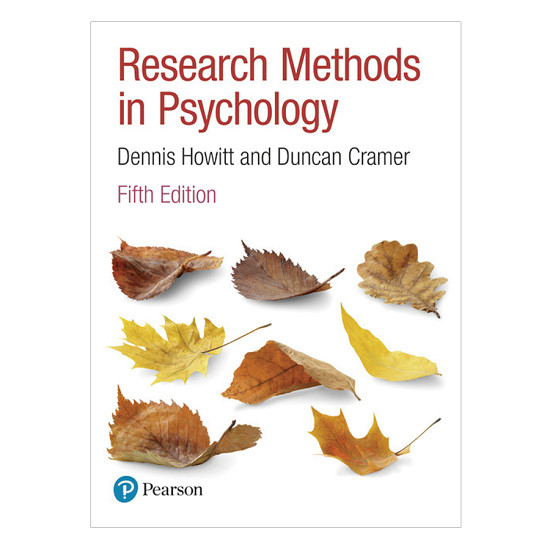 Research Methods
in Psychology
Dennis Howitt and Duncan Cramer
Fifth Edition
Pearson